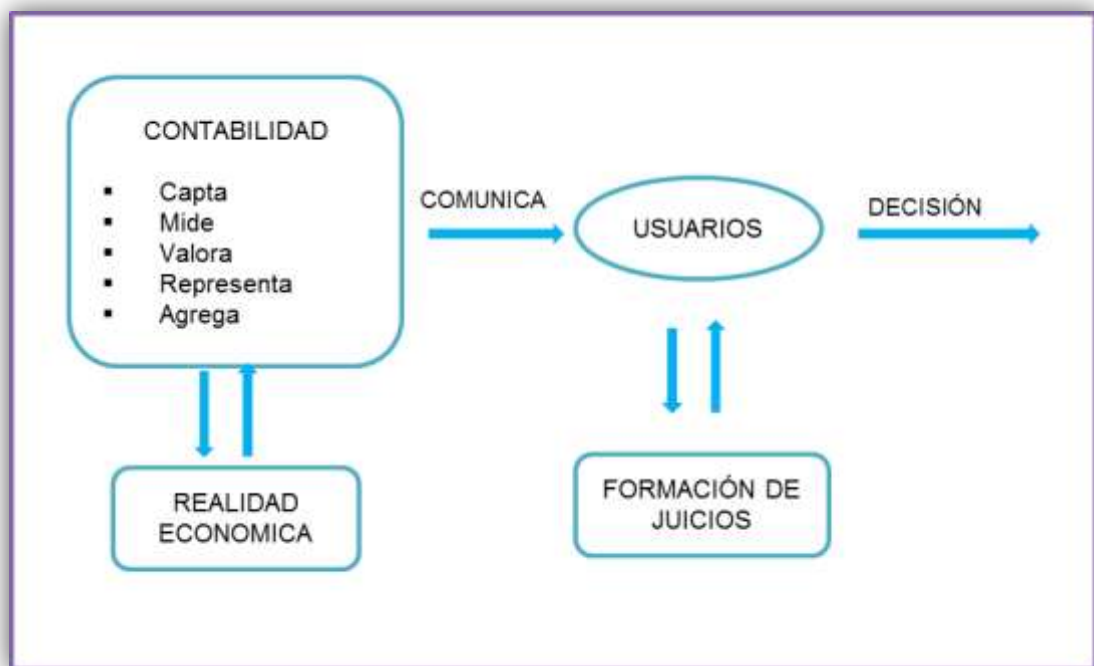 CONTABILIDAD
▪ Capta
▪ Mide
▪ Valora
▪ Representa
▪ Agrega
COMUNICA
USUARIOS
DECISIÓN
REALIDAD
ECONOMICA
FORMACIÓN DE
JUICIOS